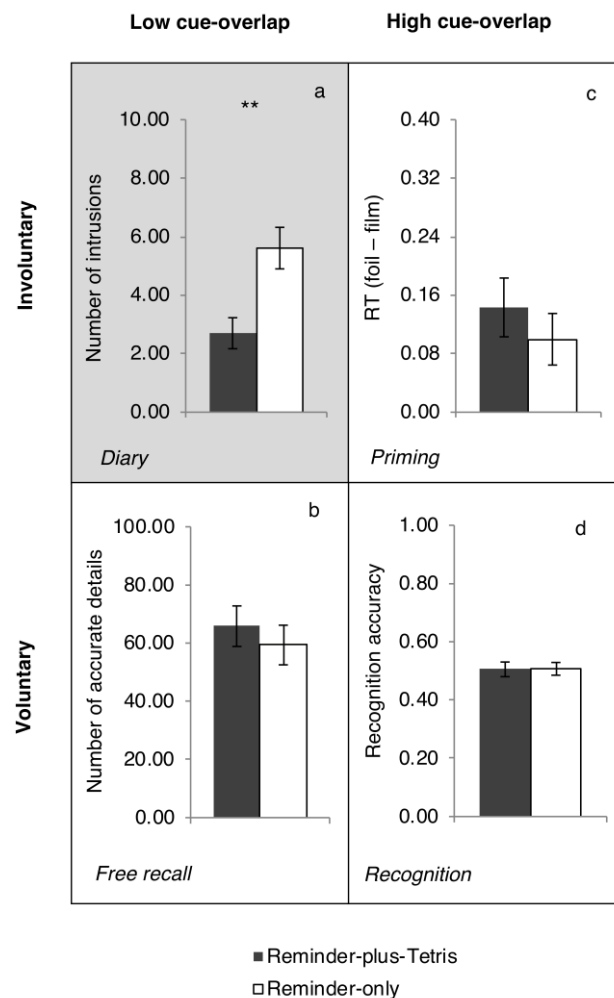 Low cue-overlap
High cue-overlap
Involuntary
a
**
Number of intrusions
10.00
8.00
6.00
4.00
2.00
0.00
Diary
c
RT (foil – film)
0.40
0.32
0.24
0.16
0.08
0.00
Priming
Voluntary
b
Number of accurate details
100.00
80.00
60.00
40.00
20.00
0.00
Free recall
d
Recognition accuracy
1.00
0.80
0.60
0.40
0.20
0.00
Recognition
Reminder-plus-Tetris
Reminder-only